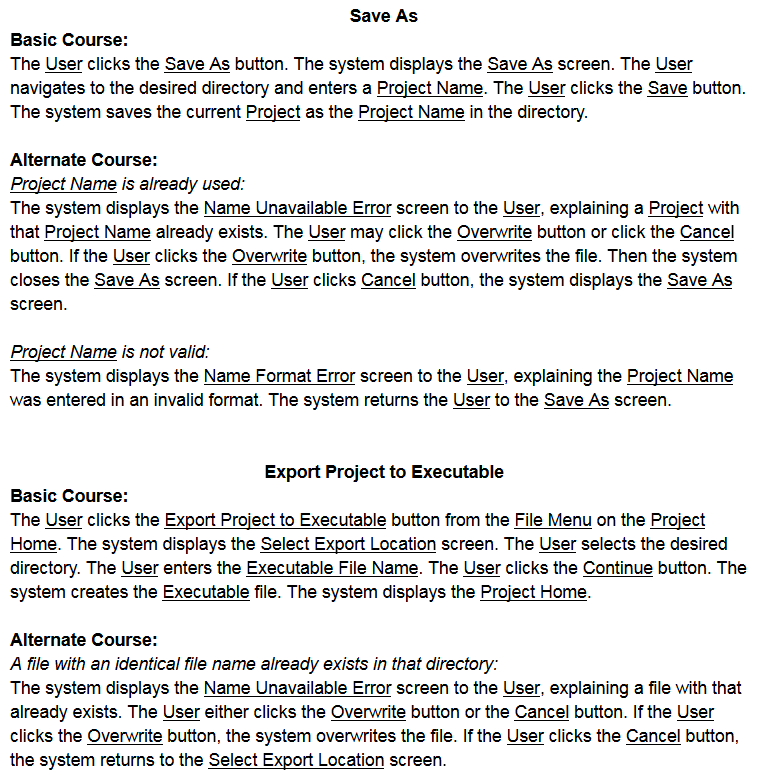 Save As
Basic Course:
The User clicks the Save As button. The system displays the Save As screen. The User
navigates to the desired directory and enters a Project Name. The User clicks the Save button.
The system saves the current Project as the Project Name in the directory.
Alternate Course:
Project Name is already used:
The system displays the Name Unavailable Error screen to the User, explaining a Project with
that Project Name already exists. The User may click the Overwrite button or click the Cancel
button. If the User clicks the Overwrite button, the system overwrites the file. Then the system
closes the Save As screen. If the User clicks Cancel button, the system displays the Save As
screen.
Project Name is not valid:
The system displays the Name Format Error screen to the User, explaining the Project Name
was entered in an invalid format. The system returns the User to the Save As screen.
Export Project to Executable
Basic Course:
The User clicks the Export Project to Executable button from the File Menu on the Project
Home. The system displays the Select Export Location screen. The User selects the desired
directory. The User enters the Executable File Name. The User clicks the Continue button. The
system creates the Executable file. The system displays the Project Home.
Alternate Course:
A file with an identical file name already exists in that directory:
The system displays the Name Unavailable Error screen to the User, explaining a file with that
already exists. The User either clicks the Overwrite button or the Cancel button. If the User
clicks the Overwrite button, the system overwrites the file. If the User clicks the Cancel button,
the system returns to the Select Export Location screen.